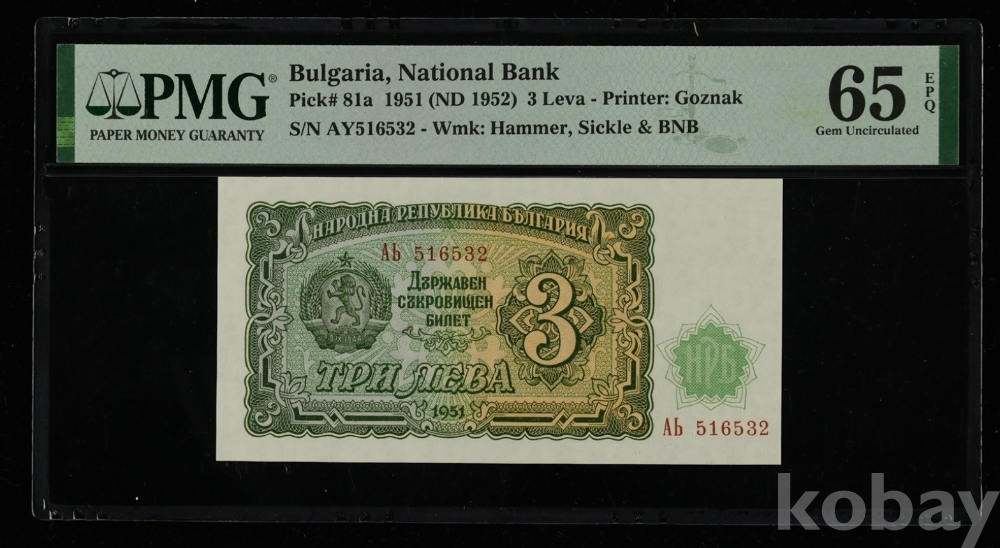 PMG®
PAPER MONEY GUARANTY
Bulgaria, National Bank
Pick# 81a 1951 (ND 1952) 3 Leva - Printer: Goznak
S/N AY516532 - Wmk: Hammer, Sickle & BNB
65 EPQ
Gem Uncirculated
НАРОДНА РЕПУБЛИКА БЪЛГАРИЯ
АЬ 516532
ДЪРЖАВЕН
СЪКРОВИЩЕН
БИЛЕТ
3
ТРИ ЛЕВА
1951
НРБ
АЬ 516532
kobay